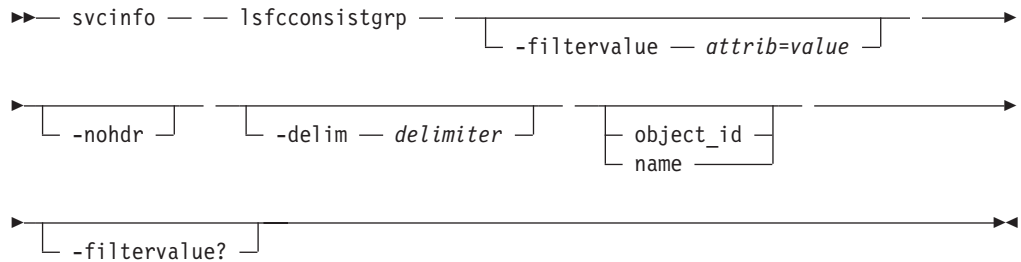 svcinfo — lsfcconsistgrp
-filtervalue — attrib=value
-nohdr -delim — delimiter object_id
name
-filtervalue?